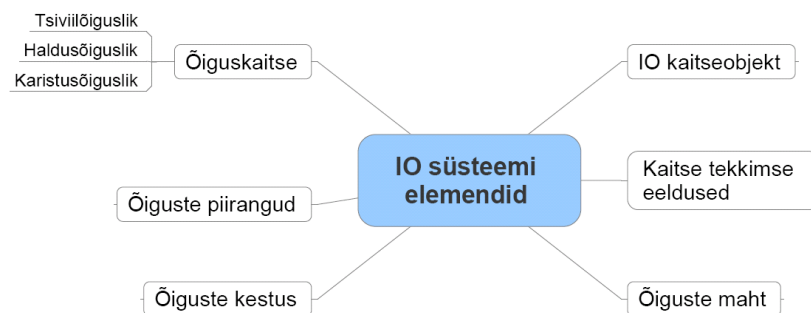 Tsiviilõiguslik
Haldusõiguslik
Karistusõiguslik
Õiguskaitse
IO kaitseobjekt
IO süsteemi
elemendid
Kaitse tekkimse
eeldused
Õiguste piirangud
Õiguste kestus
Õiguste maht